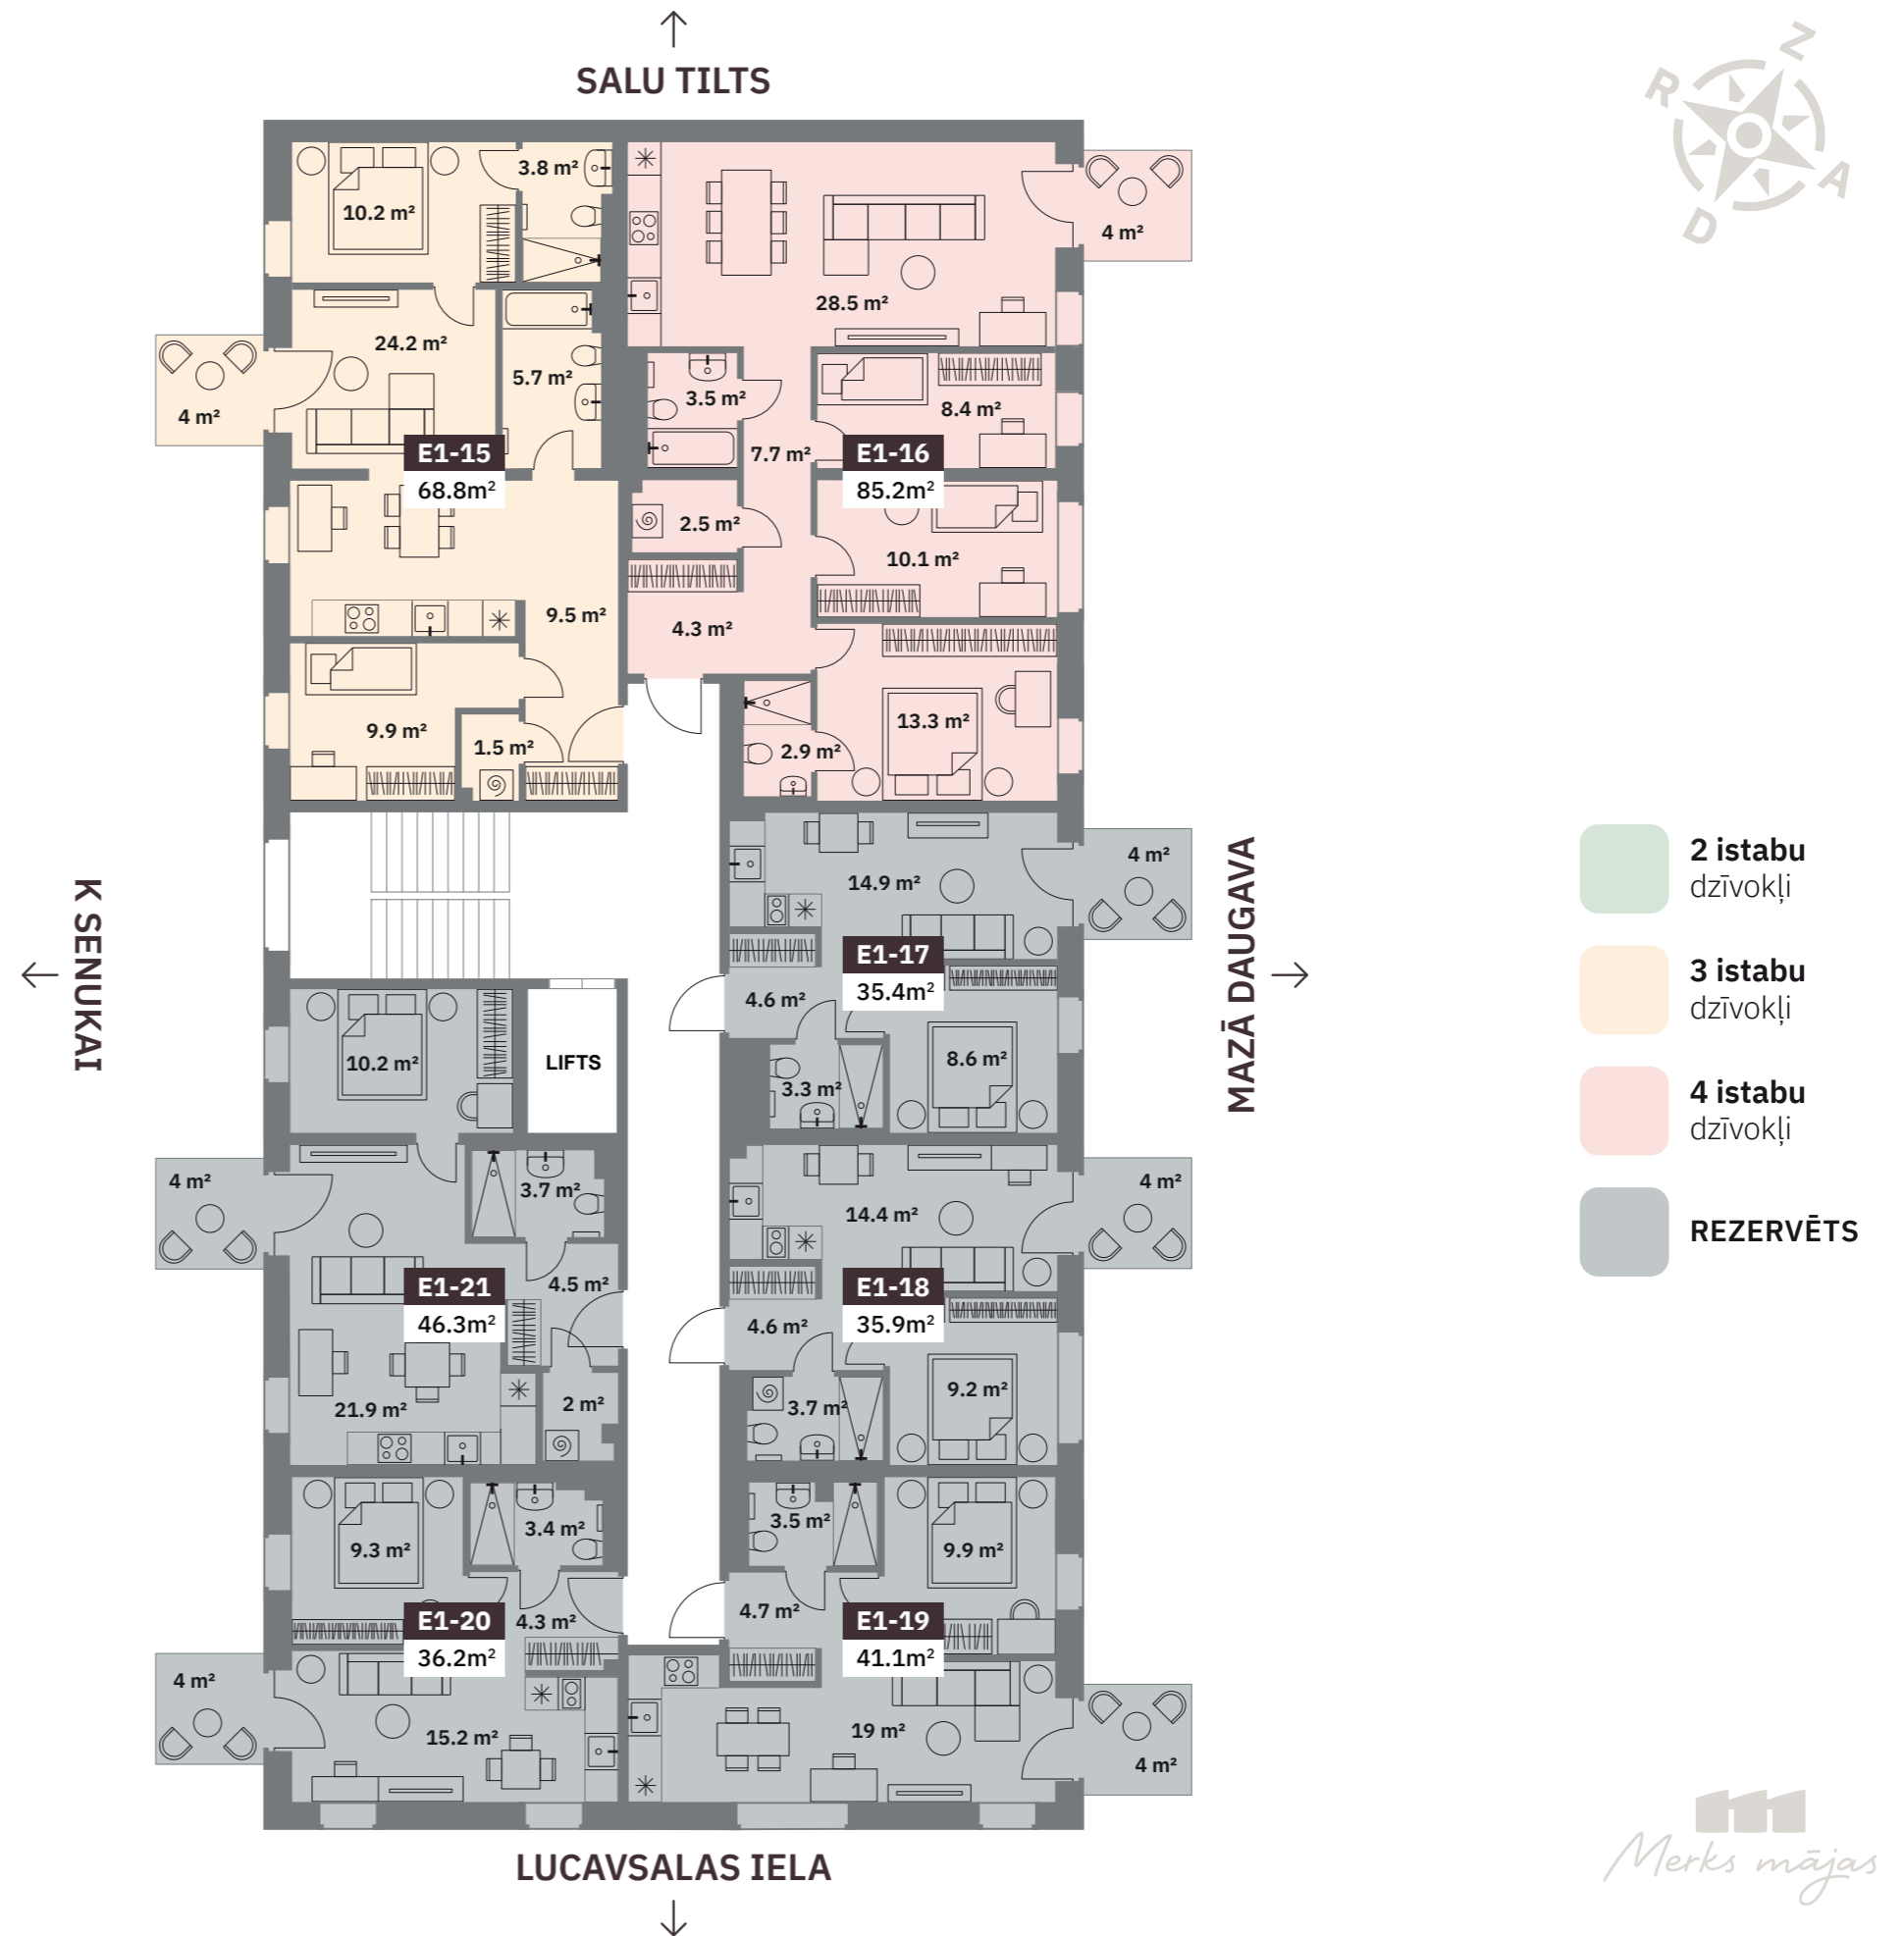 SALU TILTS
Z
R
A
D
10.2 m²
3.8 m²
24.2 m²
5.7 m²
4 m²
E1-15
68.8m²
9.5 m²
9.9 m²
1.5 m²
28.5 m²
4 m²
3.5 m²
8.4 m²
7.7 m²
E1-16
85.2m²
2.5 m²
10.1 m²
4.3 m²
13.3 m²
2.9 m²
K SENUKAI
MAZĀ DAUGAVA
14.9 m²
4 m²
E1-17
35.4m²
4.6 m²
3.3 m²
8.6 m²
LIFTS
10.2 m²
4 m²
3.7 m²
4.5 m²
E1-21
46.3m²
21.9 m²
2 m²
14.4 m²
4 m²
E1-18
35.9m²
4.6 m²
3.7 m²
9.2 m²
9.3 m²
3.4 m²
4.3 m²
E1-20
36.2m²
4 m²
15.2 m²
3.5 m²
9.9 m²
4.7 m²
E1-19
41.1m²
19 m²
4 m²
2 istabu
dzīvokļi
3 istabu
dzīvokļi
4 istabu
dzīvokļi
REZERVĒTS
LUCAVSALAS IELA
Merks mājas